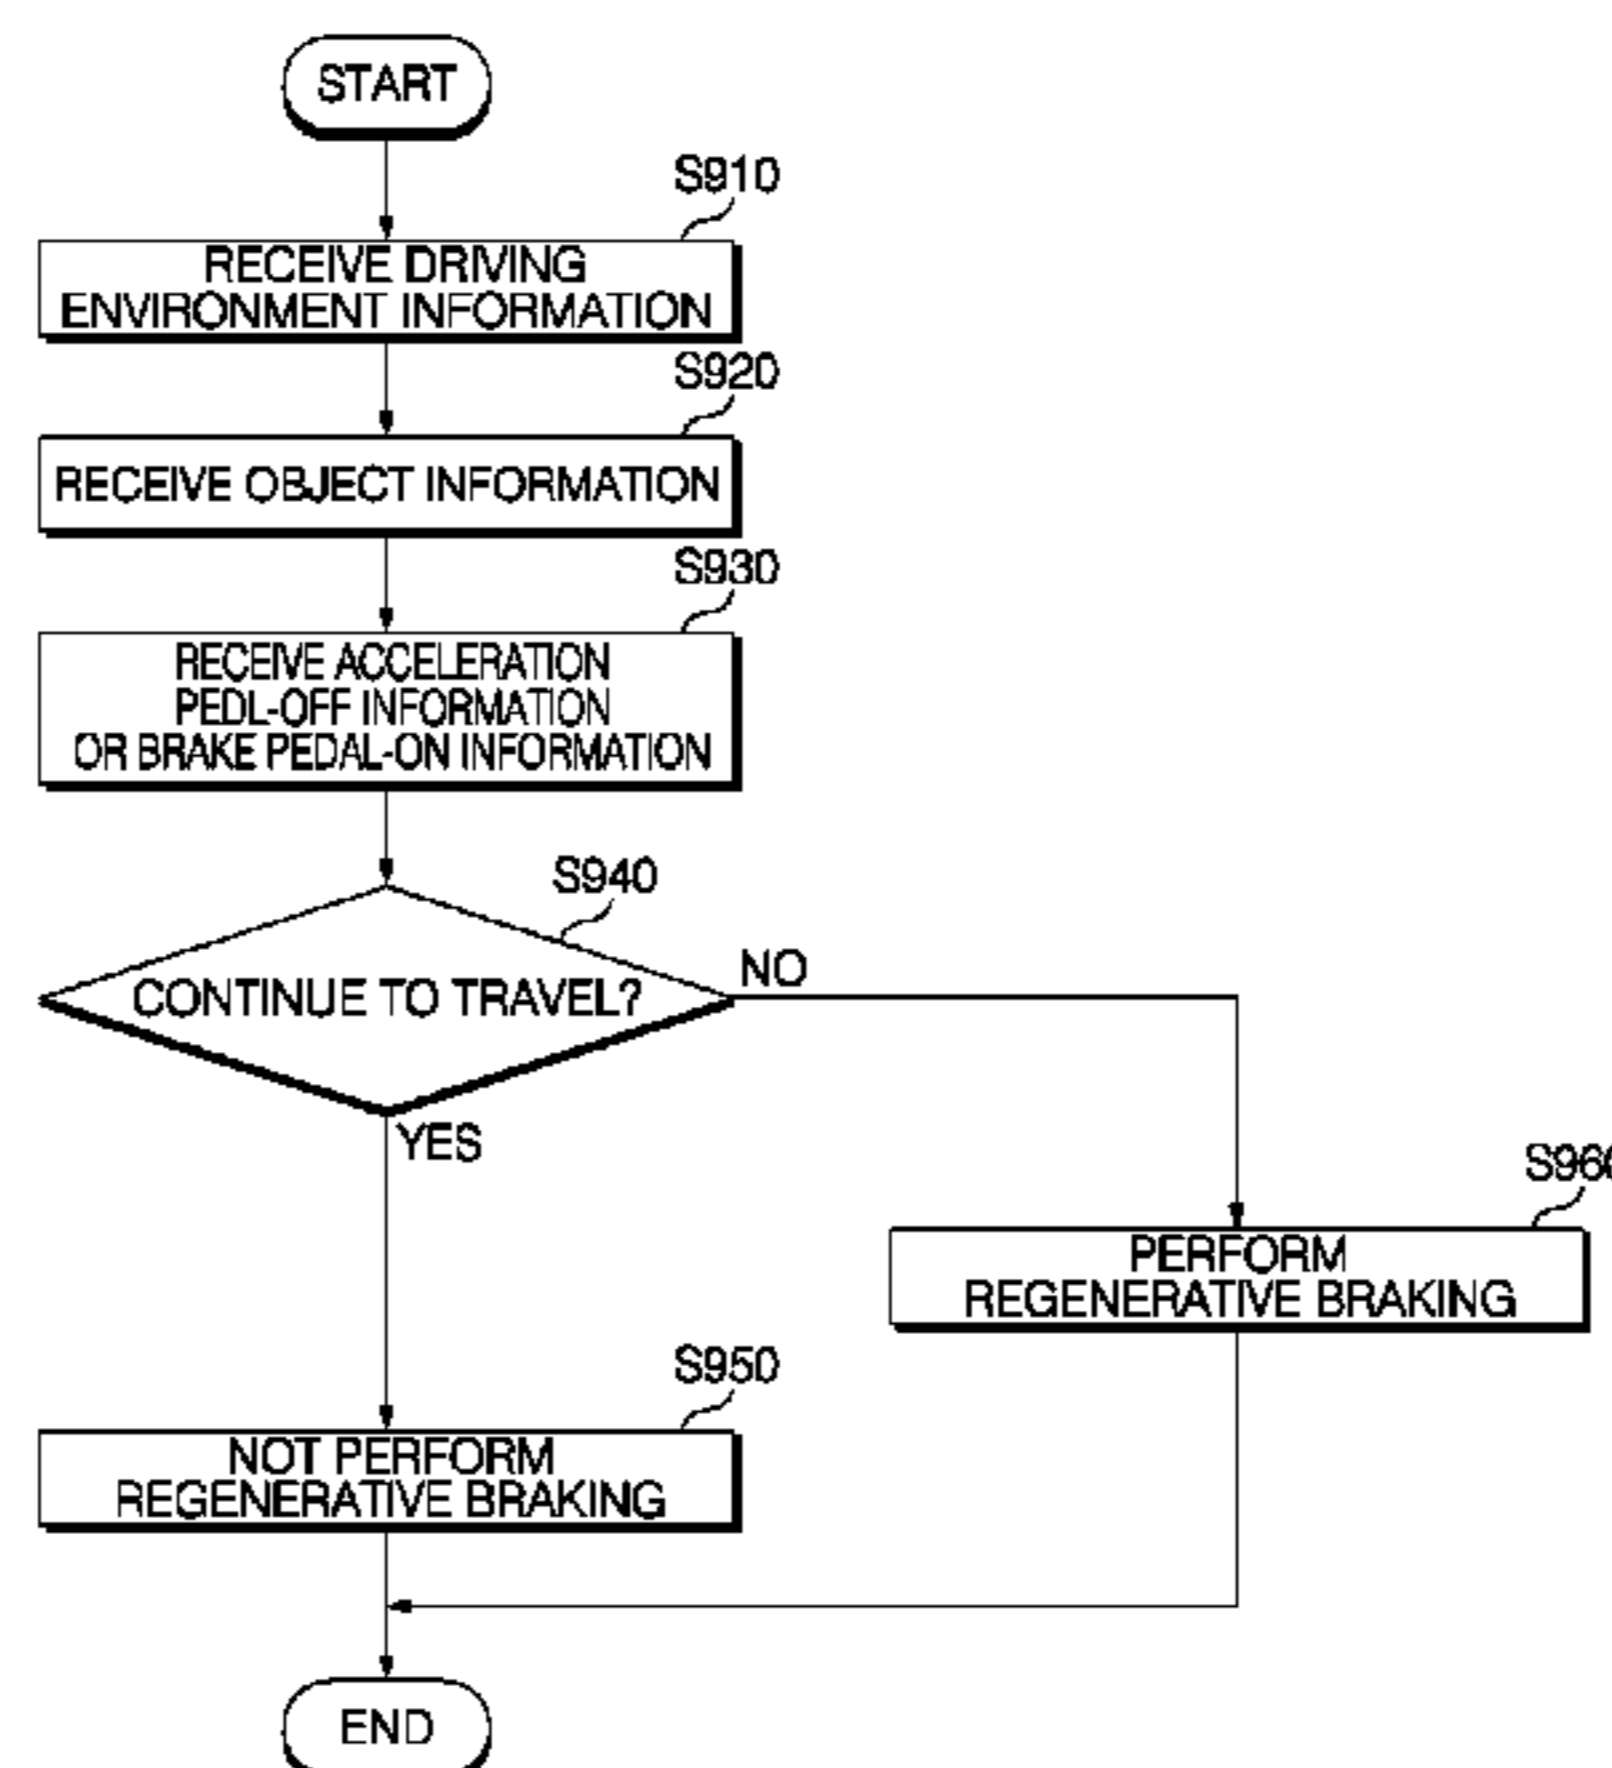 START
S910
RECEIVE DRIVING
ENVIRONMENT INFORMATION
S920
RECEIVE OBJECT INFORMATION
S930
RECEIVE ACCELERATION
PEDL-OFF INFORMATION
OR BRAKE PEDAL-ON INFORMATION
S940
CONTINUE TO TRAVEL?
NO
YES
S960
PERFORM
REGENERATIVE BRAKING
S950
NOT PERFORM
REGENERATIVE BRAKING
END